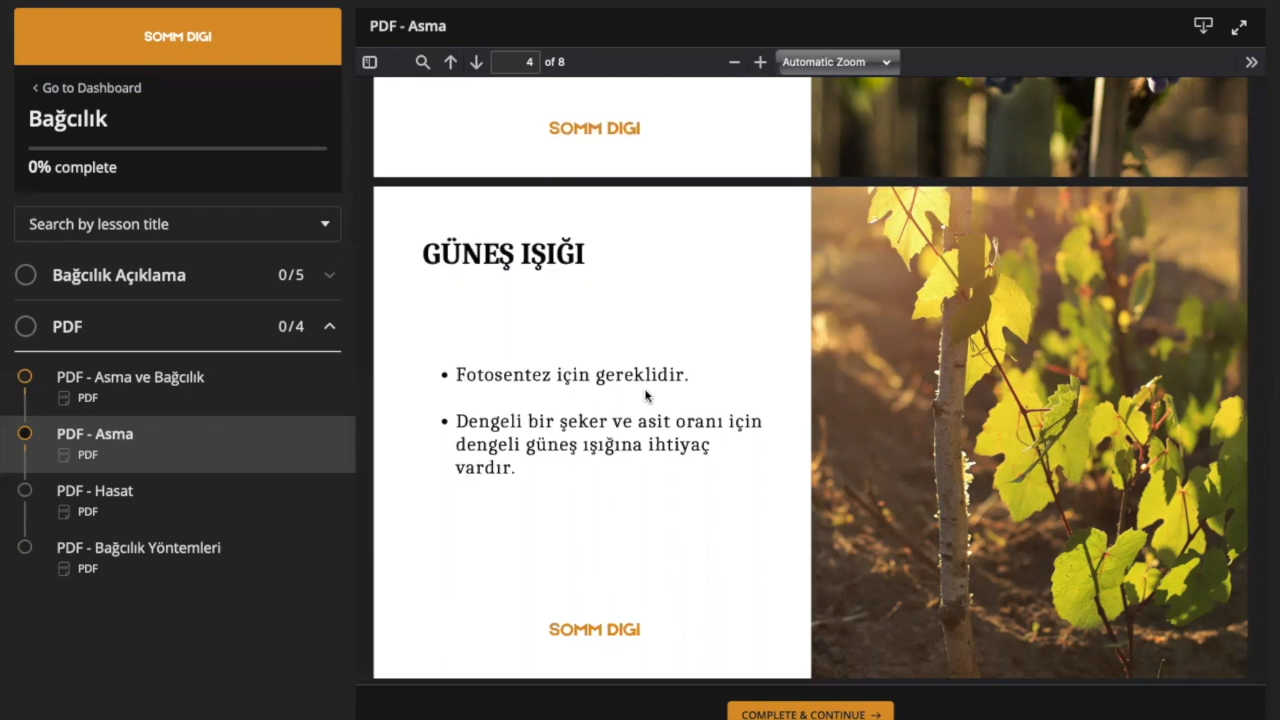 SOMM DIGI
Go to Dashboard
Bağcılık
0% complete
Search by lesson title
Bağcılık Açıklama 0/5
PDF 0/4
PDF - Asma ve Bağcılık
PDF
PDF - Asma
PDF
PDF - Hasat
PDF
PDF - Bağcılık Yöntemleri
PDF
PDF - Asma
4 of 8 Automatic Zoom
SOMM DIGI
GÜNEŞ IŞIĞI
• Fotosentez için gereklidir.
• Dengeli bir şeker ve asit oranı için
dengeli güneş ışığına ihtiyaç
vardır.
SOMM DIGI
COMPLETE & CONTINUE →